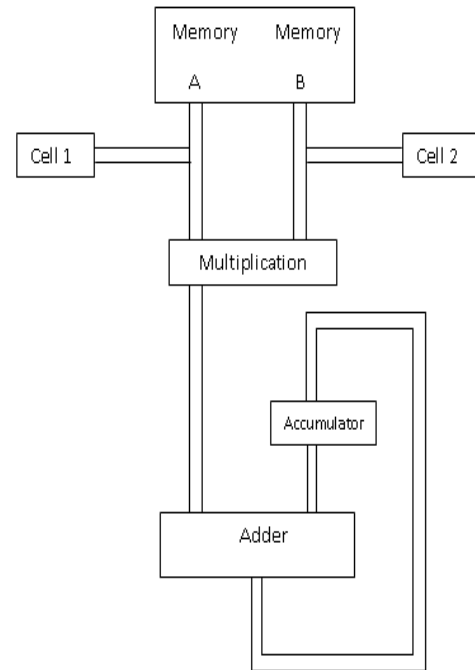 Memory Memory
A B
Cell 1
Cell 2
Multiplication
Accumulator
Adder